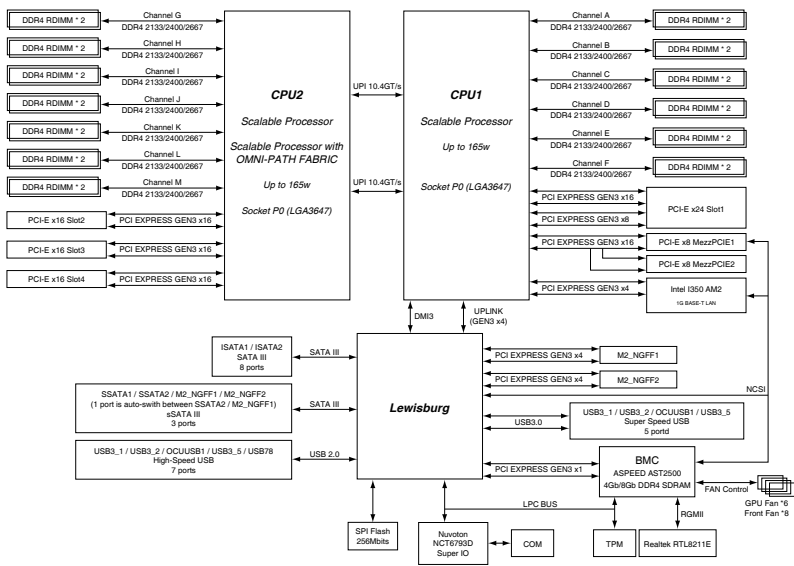 DDR4 RDIMM * 2
Channel G
DDR4 2133/2400/2667
DDR4 RDIMM * 2
Channel H
DDR4 2133/2400/2667
DDR4 RDIMM * 2
Channel I
DDR4 2133/2400/2667
DDR4 RDIMM * 2
Channel J
DDR4 2133/2400/2667
DDR4 RDIMM * 2
Channel K
DDR4 2133/2400/2667
DDR4 RDIMM * 2
Channel L
DDR4 2133/2400/2667
DDR4 RDIMM * 2
Channel M
DDR4 2133/2400/2667
PCI-E x16 Slot2
PCI EXPRESS GEN3 x16
PCI-E x16 Slot3
PCI EXPRESS GEN3 x16
PCI-E x16 Slot4
PCI EXPRESS GEN3 x16
CPU2
Scalable Processor
Scalable Processor with
OMNI-PATH FABRIC
Up to 165w
Socket P0 (LGA3647)
UPI 10.4GT/s
UPI 10.4GT/s
CPU1
Scalable Processor
Up to 165w
Socket P0 (LGA3647)
Channel A
DDR4 2133/2400/2667
DDR4 RDIMM * 2
Channel B
DDR4 2133/2400/2667
DDR4 RDIMM * 2
Channel C
DDR4 2133/2400/2667
DDR4 RDIMM * 2
Channel D
DDR4 2133/2400/2667
DDR4 RDIMM * 2
Channel E
DDR4 2133/2400/2667
DDR4 RDIMM * 2
Channel F
DDR4 2133/2400/2667
DDR4 RDIMM * 2
PCI EXPRESS GEN3 x16
PCI EXPRESS GEN3 x8
PCI-E x24 Slot1
PCI EXPRESS GEN3 x16
PCI-E x8 MezzPCIE1
PCI-E x8 MezzPCIE2
PCI EXPRESS GEN3 x4
Intel I350 AM2
1G BASE-T LAN
DMI3
UPLINK
(GEN3 x4)
ISATA1 / ISATA2
SATA III
8 ports
SATA III
SSATA1 / SSATA2 / M2_NGFF1 / M2_NGFF2
(1 port is auto-swith between SSATA2 / M2_NGFF1)
sSATA III
3 ports
SATA III
USB3_1 / USB3_2 / OCUUSB1 / USB3_5 / USB78
High-Speed USB
7 ports
USB 2.0
Lewisburg
PCI EXPRESS GEN3 x4
M2_NGFF1
PCI EXPRESS GEN3 x4
M2_NGFF2
NCSI
USB3.0
USB3_1 / USB3_2 / OCUUSB1 / USB3_5
Super Speed USB
5 portd
PCI EXPRESS GEN3 x1
BMC
ASPEED AST2500
4Gb/8Gb DDR4 SDRAM
FAN Control
GPU Fan *6
Front Fan *8
LPC BUS
RGMII
SPI Flash
256Mbits
Nuvoton
NCT6793D
Super IO
COM
TPM
Realtek RTL8211E